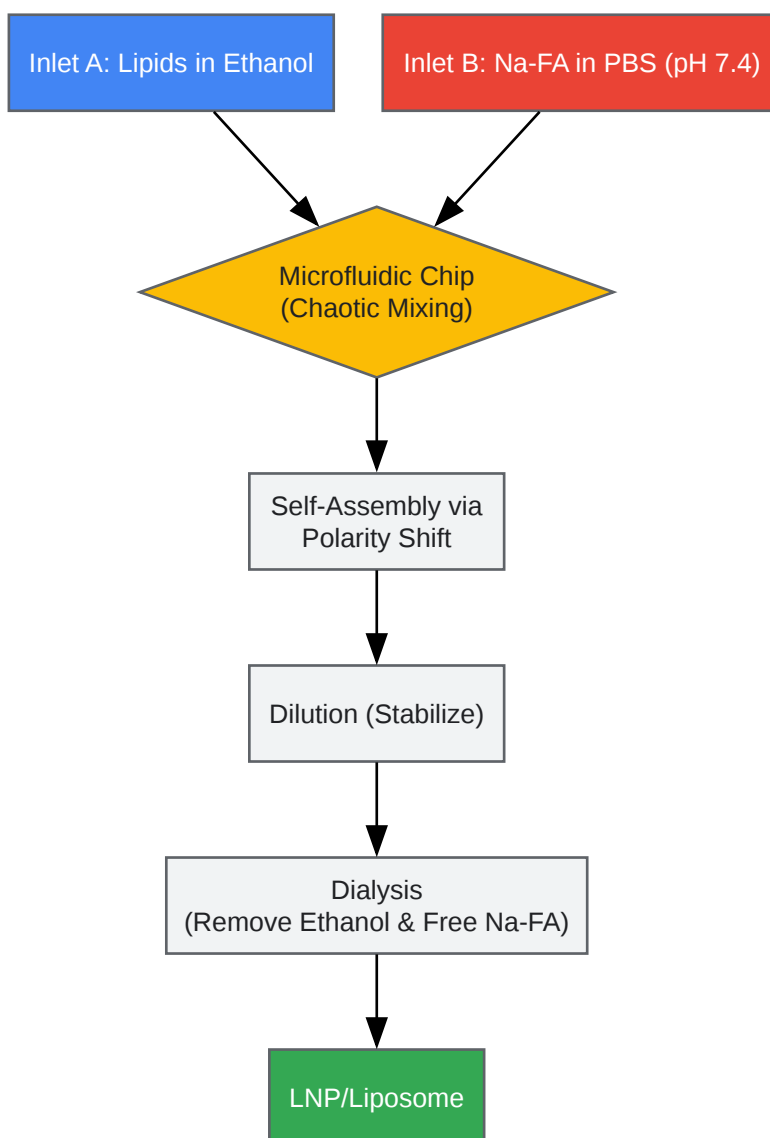 Inlet A: Lipids in Ethanol
Inlet B: Na-FA in PBS (pH 7.4)
Microfluidic Chip
(Chaotic Mixing)
Self-Assembly via
Polarity Shift
Dilution (Stabilize)
Dialysis
(Remove Ethanol & Free Na-FA)
LNP/Liposome